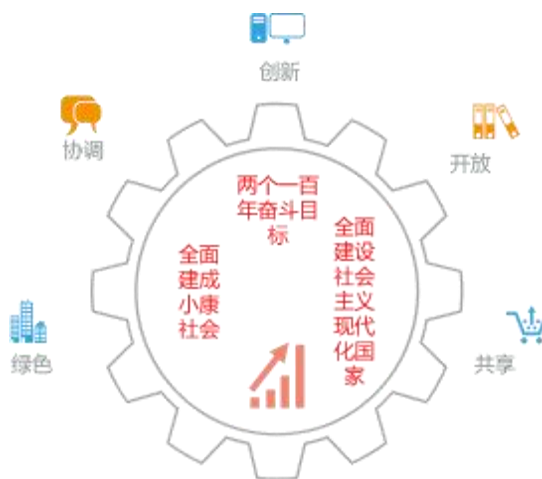 创新
协调
开放
两个一百
年奋斗目
标
全面
建成
小康
社会
全面
建设
社会
主义
现代
化国
家
绿色
共享